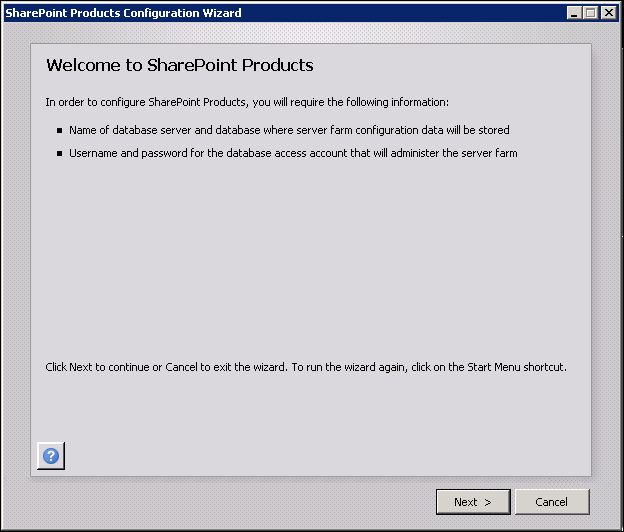 SharePoint Products Configuration Wizard
Welcome to SharePoint Products
In order to configure SharePoint Products, you will require the following information:
Name of database server and database where server farm configuration data will be stored
Username and password for the database access account that will administer the server farm
Click Next to continue or Cancel to exit the wizard. To run the wizard again, click on the Start Menu shortcut.
?
Next >
Cancel